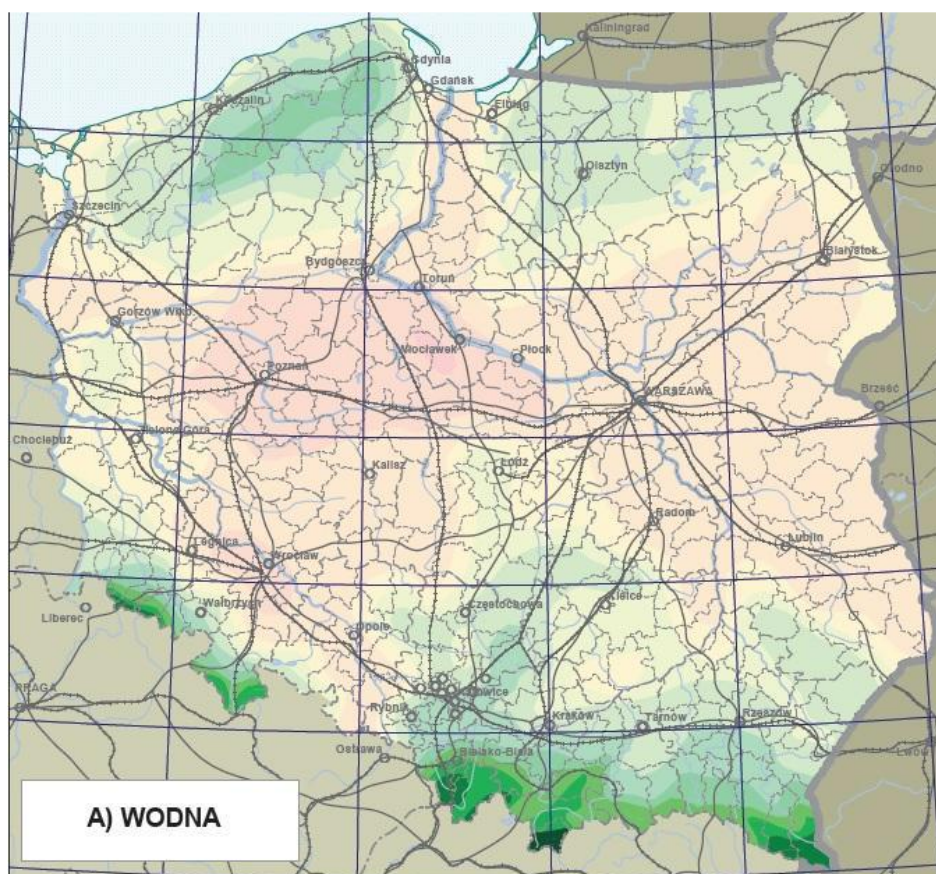 Kaliningrad
Gdynia
Gdańsk
Koszalin
Elbląg
Olsztyn
Grodno
Szczecin
Białystok
Bydgoszcz
Toruń
Gorzów Wlkp.
Włocławek
Płock
Poznań
WARSZAWA
Brześć
Zielona Góra
Chociebuż
Kalisz
Łódź
Radom
Legnica
Lublin
Wrocław
Liberec
Wałbrzych
Częstochowa
Kielce
Opole
PRAGA
Katowice
Rybnik
Kraków
Tarnów
Rzeszów
Ostrawa
Bielsko-Biała
Lwów
A) WODNA